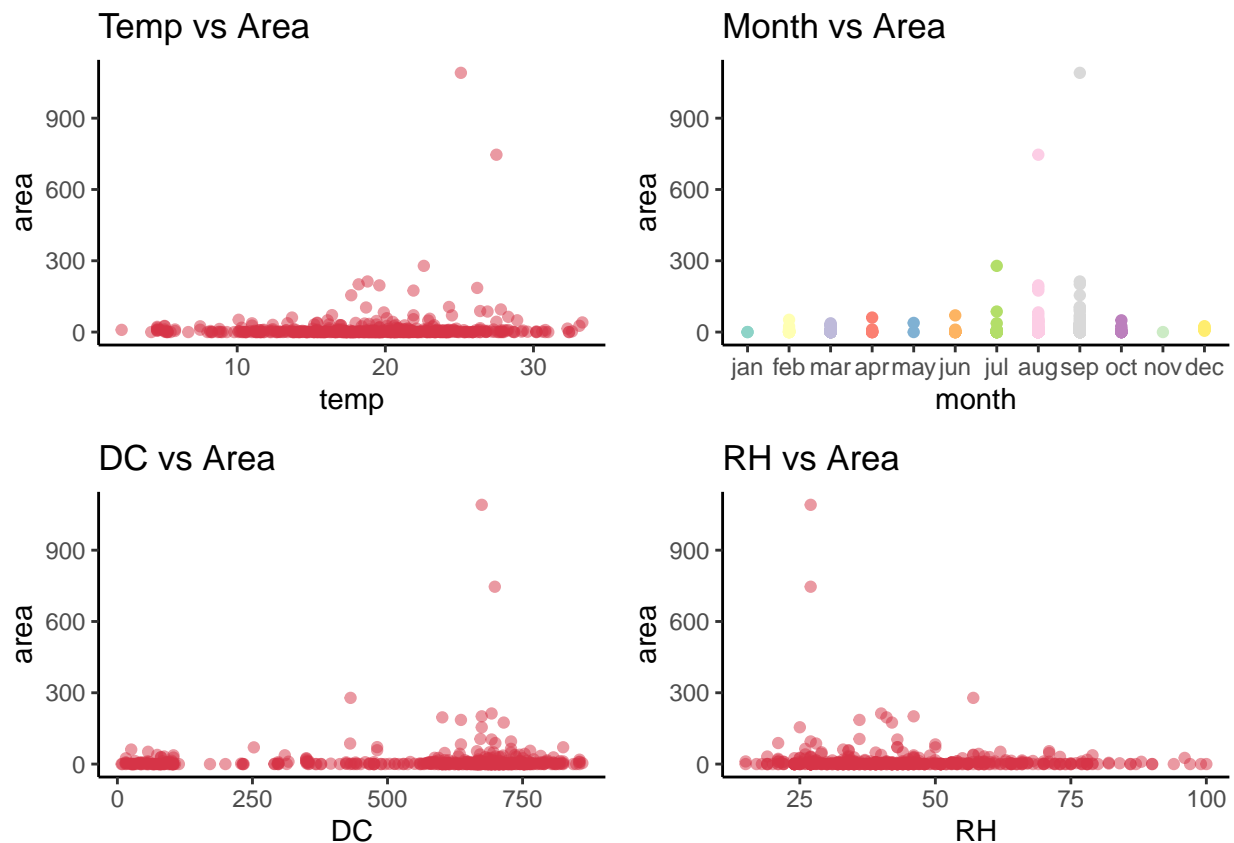 Temp vs Area
900
600
300
0
area
10 20 30
temp
Month vs Area
900
600
300
0
area
jan feb mar apr may jun jul aug sep oct nov dec
month
DC vs Area
900
600
300
0
area
0 250 500 750
DC
RH vs Area
900
600
300
0
area
25 50 75 100
RH